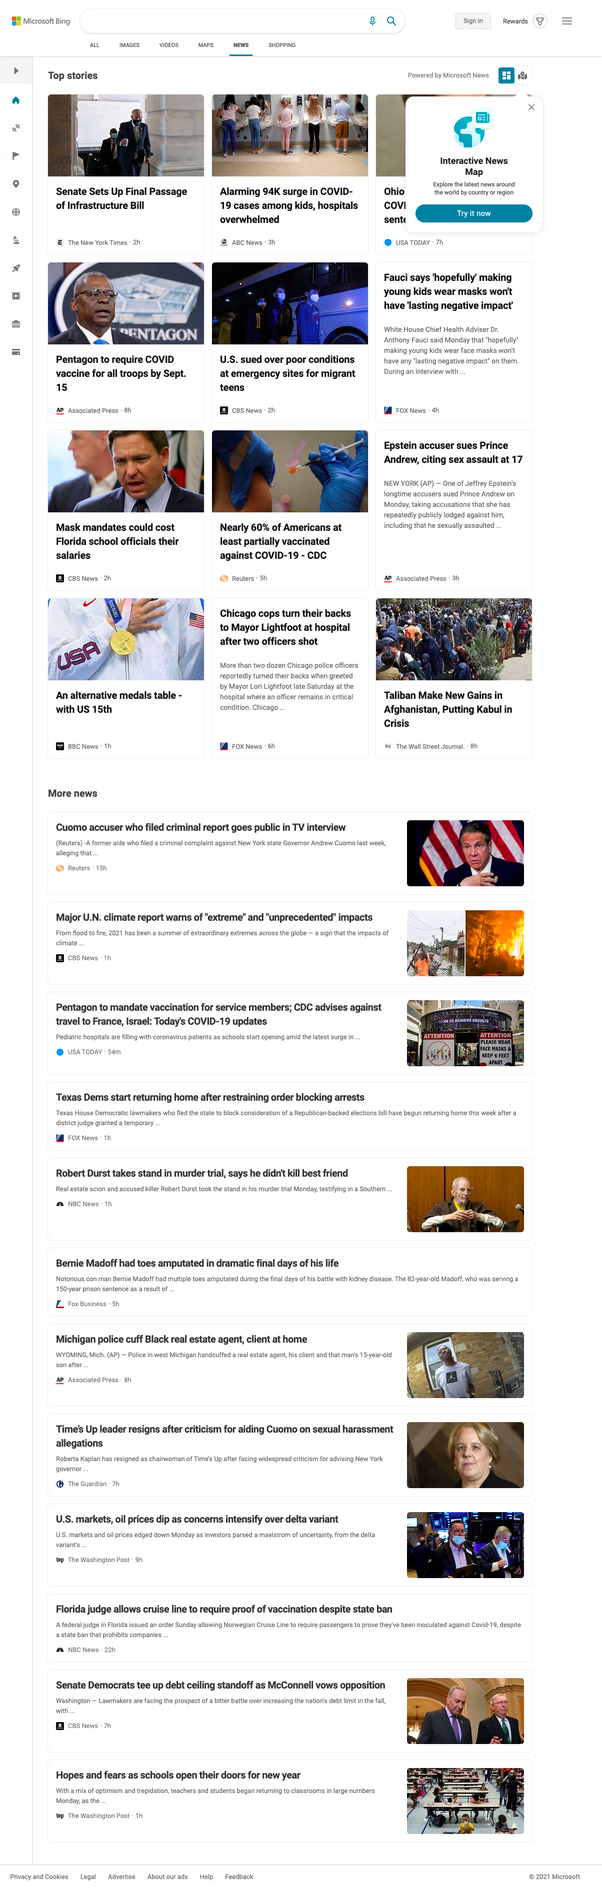 Microsoft Bing
Sign in
Rewards
ALL IMAGES VIDEOS MAPS NEWS SHOPPING
Top stories
Powered by Microsoft News
Senate Sets Up Final Passage
of Infrastructure Bill
The New York Times · 2h
Alarming 94K surge in COVID-
19 cases among kids, hospitals
overwhelmed
ABC News · 3h
Ohio
COVI
sente
USA TODAY · 7h
Interactive News
Map
Explore the latest news around
the world by country or region
Try it now
PENTAGON
Pentagon to require COVID
vaccine for all troops by Sept.
15
AP Associated Press · 8h
U.S. sued over poor conditions
at emergency sites for migrant
teens
CBS News · 2h
Fauci says 'hopefully' making
young kids wear masks won't
have 'lasting negative impact'
White House Chief Health Adviser Dr.
Anthony Fauci said Monday that "hopefully"
making young kids wear face masks won't
have any "lasting negative impact" on them.
During an interview with ...
FOX News · 4h
Mask mandates could cost
Florida school officials their
salaries
CBS News · 2h
Nearly 60% of Americans at
least partially vaccinated
against COVID-19 - CDC
Reuters · 5h
Epstein accuser sues Prince
Andrew, citing sex assault at 17
NEW YORK (AP) — One of Jeffrey Epstein's
longtime accusers sued Prince Andrew on
Monday, taking accusations that she has
repeatedly publicly lodged against him,
including that he sexually assaulted ...
AP Associated Press · 3h
USA
An alternative medals table -
with US 15th
BBC News · 1h
Chicago cops turn their backs
to Mayor Lightfoot at hospital
after two officers shot
More than two dozen Chicago police officers
reportedly turned their backs when greeted
by Mayor Lori Lightfoot late Saturday at the
hospital where an officer remains in critical
condition. Chicago ...
FOX News · 6h
Taliban Make New Gains in
Afghanistan, Putting Kabul in
Crisis
The Wall Street Journal. · 8h
More news
Cuomo accuser who filed criminal report goes public in TV interview
(Reuters) -A former aide who filed a criminal complaint against New York state Governor Andrew Cuomo last week,
alleging that ...
Reuters · 15h
Major U.N. climate report warns of "extreme" and "unprecedented" impacts
From flood to fire, 2021 has been a summer of extraordinary extremes across the globe — a sign that the impacts of
climate ...
CBS News · 1h
Pentagon to mandate vaccination for service members; CDC advises against
travel to France, Israel: Today's COVID-19 updates
Pediatric hospitals are filling with coronavirus patients as schools start opening amid the latest surge in ...
USA TODAY · 54m
ATTENTION
ATTENTION
PLEASE WEAR
FACE MASKS &
KEEP 6 FEET
APART
Texas Dems start returning home after restraining order blocking arrests
Texas House Democratic lawmakers who fled the state to block consideration of a Republican-backed elections bill have begun returning home this week after a
district judge granted a temporary ...
FOX News · 1h
Robert Durst takes stand in murder trial, says he didn't kill best friend
Real estate scion and accused killer Robert Durst took the stand in his murder trial Monday, testifying in a Southern ...
NBC News · 1h
Bernie Madoff had toes amputated in dramatic final days of his life
Notorious con man Bernie Madoff had multiple toes amputated during the final days of his battle with kidney disease. The 82-year-old Madoff, who was serving a
150-year prison sentence as a result of ...
Fox Business · 5h
Michigan police cuff Black real estate agent, client at home
WYOMING, Mich. (AP) — Police in west Michigan handcuffed a real estate agent, his client and that man's 15-year-old
son after ...
AP Associated Press · 8h
Time's Up leader resigns after criticism for aiding Cuomo on sexual harassment
allegations
Roberta Kaplan has resigned as chairwoman of Time's Up after facing widespread criticism for advising New York
governor ...
The Guardian · 7h
U.S. markets, oil prices dip as concerns intensify over delta variant
U.S. markets and oil prices edged down Monday as investors parsed a maelstrom of uncertainty, from the delta
variant's ...
wp The Washington Post · 9h
Florida judge allows cruise line to require proof of vaccination despite state ban
A federal judge in Florida issued an order Sunday allowing Norwegian Cruise Line to require passengers to prove they've been inoculated against Covid-19, despite
a state ban that prohibits companies ...
NBC News · 22h
Senate Democrats tee up debt ceiling standoff as McConnell vows opposition
Washington — Lawmakers are facing the prospect of a bitter battle over increasing the nation's debt limit in the fall,
with ...
CBS News · 7h
Hopes and fears as schools open their doors for new year
With a mix of optimism and trepidation, teachers and students began returning to classrooms in large numbers
Monday, as the ...
wp The Washington Post · 1h
Privacy and Cookies Legal Advertise About our ads Help Feedback
© 2021 Microsoft